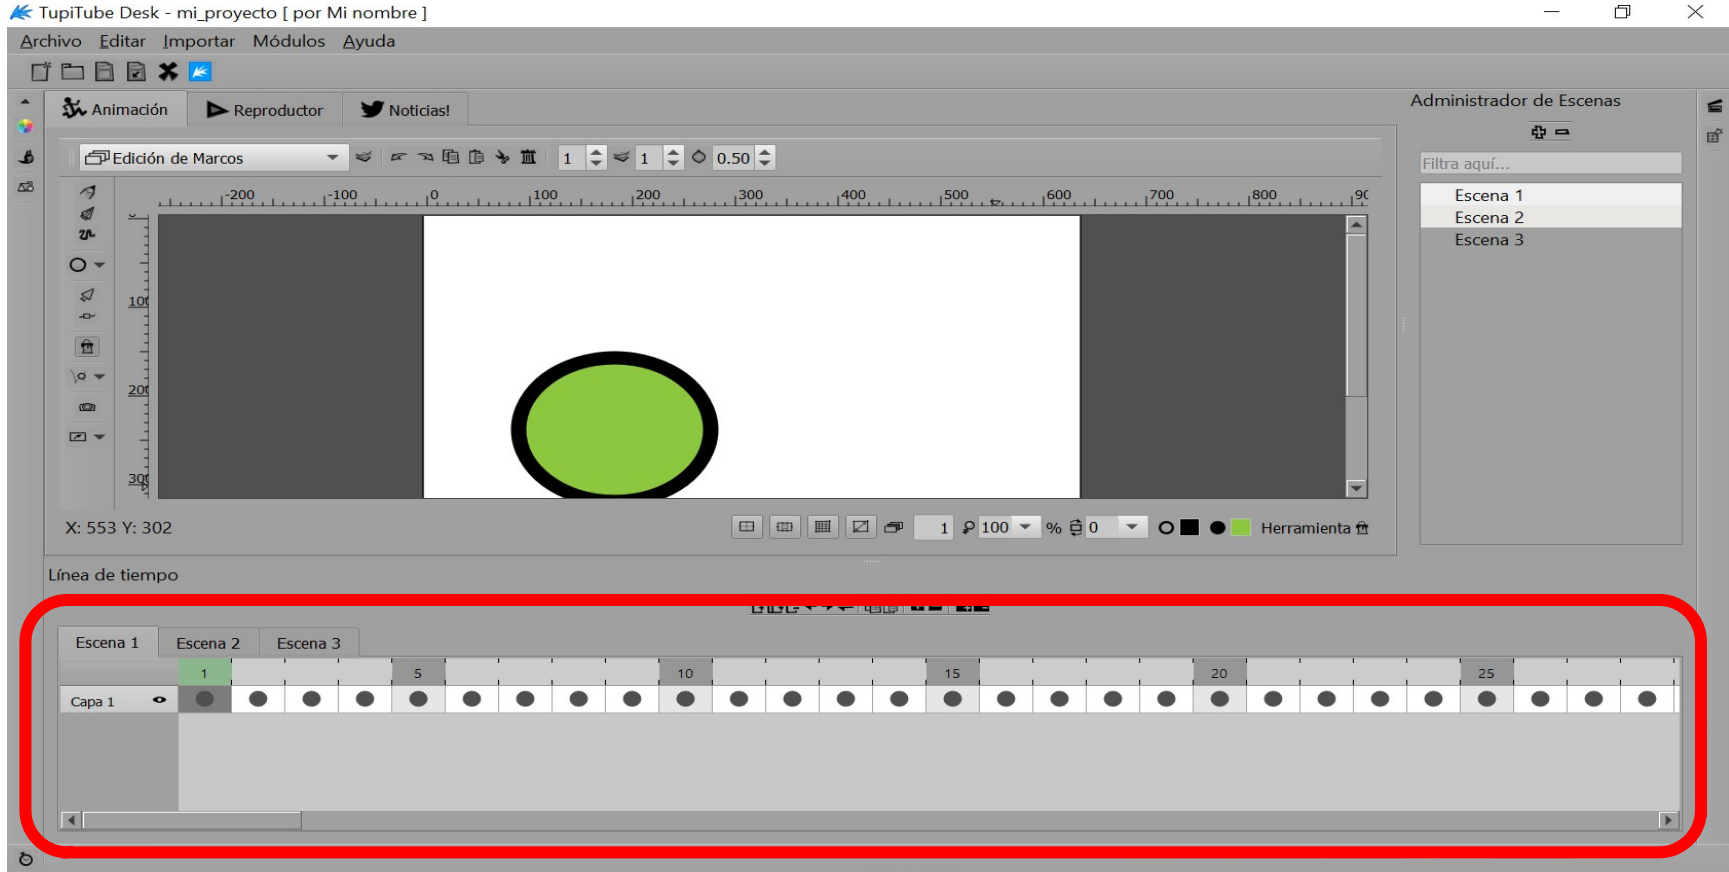 TupiTube Desk - mi_proyecto [ por Mi nombre ]
Archivo Editar Importar Módulos Ayuda
Animación Reproductor Noticias!
Administrador de Escenas
Edición de Marcos 1 1 0.50
Filtra aquí...
-200 -100 0 100 200 300 400 500 600 700 800
Escena 1
Escena 2
Escena 3
100
200
300
X: 553 Y: 302
1 100 % 0 Herramienta
Línea de tiempo
Escena 1 Escena 2 Escena 3
1 5 10 15 20 25
Capa 1